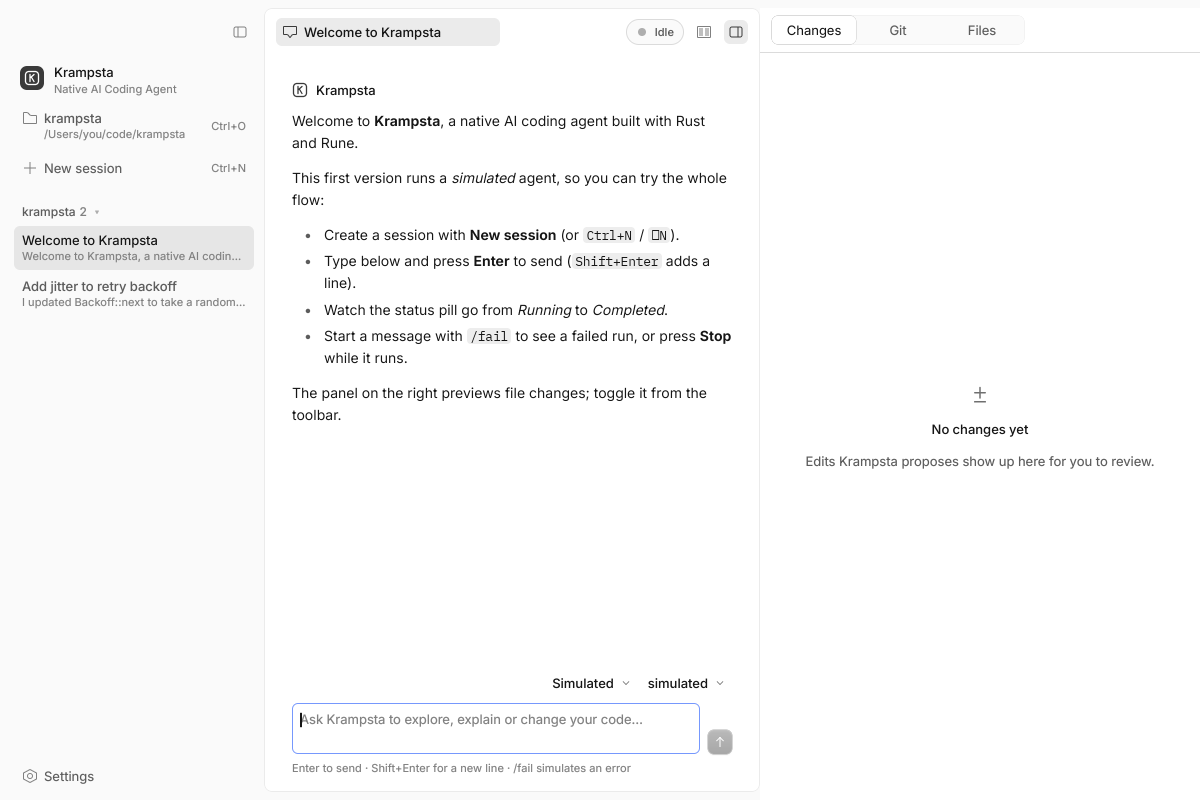 Krampsta
Native AI Coding Agent
krampsta
/Users/you/code/krampsta
Ctrl+O
New session
Ctrl+N
krampsta 2
Welcome to Krampsta
Welcome to Krampsta, a native AI codin...
Add jitter to retry backoff
I updated Backoff::next to take a random...
Settings
Welcome to Krampsta
Idle
K Krampsta
Welcome to Krampsta, a native AI coding agent built with Rust
and Rune.
This first version runs a simulated agent, so you can try the whole
flow:
• Create a session with New session (or Ctrl+N / □N).
• Type below and press Enter to send ( Shift+Enter adds a
line).
• Watch the status pill go from Running to Completed.
• Start a message with /fail to see a failed run, or press Stop
while it runs.
The panel on the right previews file changes; toggle it from the
toolbar.
Simulated
simulated
Ask Krampsta to explore, explain or change your code...
Enter to send · Shift+Enter for a new line · /fail simulates an error
Changes
Git
Files
No changes yet
Edits Krampsta proposes show up here for you to review.